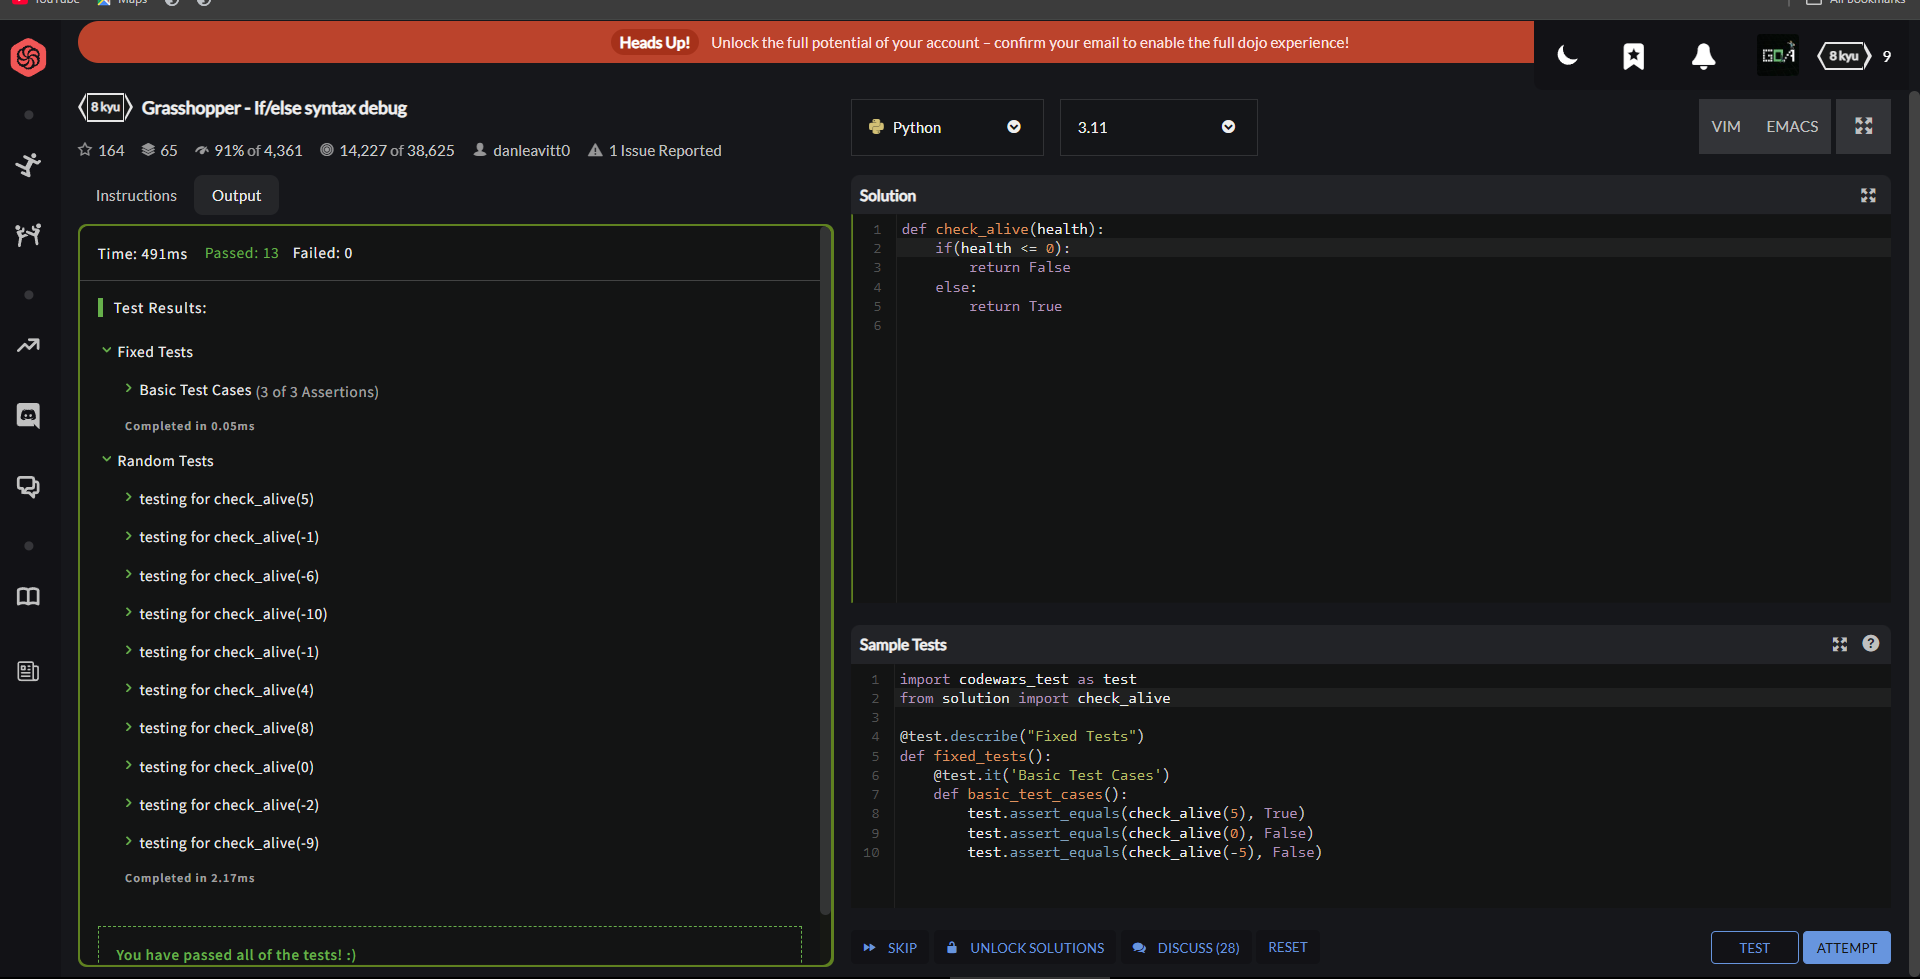 YouTube
Maps
All Bookmarks
Heads Up! Unlock the full potential of your account – confirm your email to enable the full dojo experience!
GOA
8 kyu 9
8 kyu Grasshopper - If/else syntax debug
164 65 91% of 4,361 14,227 of 38,625 danleavitt0 1 Issue Reported
Python
3.11
VIM EMACS
Instructions Output
Time: 491ms Passed: 13 Failed: 0
Test Results:
Fixed Tests
Basic Test Cases (3 of 3 Assertions)
Completed in 0.05ms
Random Tests
testing for check_alive(5)
testing for check_alive(-1)
testing for check_alive(-6)
testing for check_alive(-10)
testing for check_alive(-1)
testing for check_alive(4)
testing for check_alive(8)
testing for check_alive(0)
testing for check_alive(-2)
testing for check_alive(-9)
Completed in 2.17ms
You have passed all of the tests! :)
Solution
1 def check_alive(health):
2     if(health <= 0):
3         return False
4     else:
5         return True
6
Sample Tests
1 import codewars_test as test
2 from solution import check_alive
3
4 @test.describe("Fixed Tests")
5 def fixed_tests():
6     @test.it('Basic Test Cases')
7     def basic_test_cases():
8         test.assert_equals(check_alive(5), True)
9         test.assert_equals(check_alive(0), False)
10         test.assert_equals(check_alive(-5), False)
SKIP UNLOCK SOLUTIONS DISCUSS (28) RESET TEST ATTEMPT